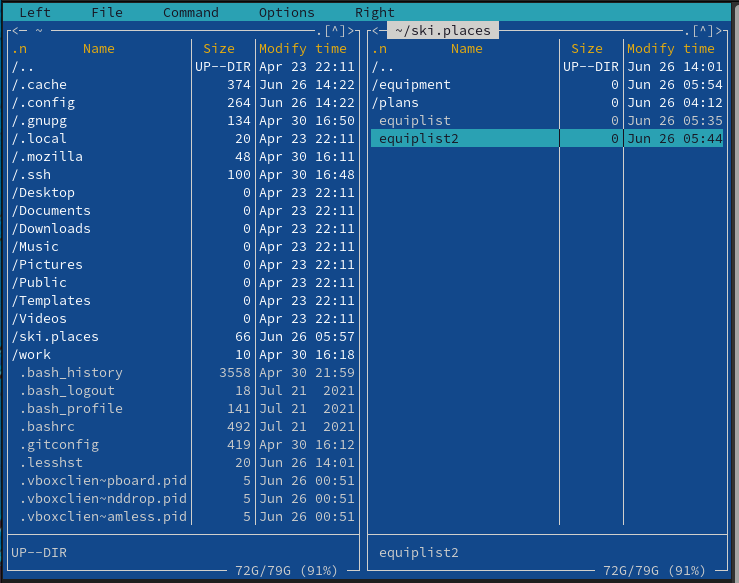 Left File Command Options Right
<─ ~ .[^]>
.n Name Size Modify time
/.. UP--DIR Apr 23 22:11
/.cache 374 Jun 26 14:22
/.config 264 Jun 26 14:22
/.gnupg 134 Apr 30 16:50
/.local 20 Apr 23 22:11
/.mozilla 48 Apr 30 16:11
/.ssh 100 Apr 30 16:48
/Desktop 0 Apr 23 22:11
/Documents 0 Apr 23 22:11
/Downloads 0 Apr 23 22:11
/Music 0 Apr 23 22:11
/Pictures 0 Apr 23 22:11
/Public 0 Apr 23 22:11
/Templates 0 Apr 23 22:11
/Videos 0 Apr 23 22:11
/ski.places 66 Jun 26 05:57
/work 10 Apr 30 16:18
.bash_history 3558 Apr 30 21:59
.bash_logout 18 Jul 21 2021
.bash_profile 141 Jul 21 2021
.bashrc 492 Jul 21 2021
.gitconfig 419 Apr 30 16:12
.lesshst 20 Jun 26 14:01
.vboxclien~pboard.pid 5 Jun 26 00:51
.vboxclien~nddrop.pid 5 Jun 26 00:51
.vboxclien~amless.pid 5 Jun 26 00:51
UP--DIR
72G/79G (91%)
<─ ~/ski.places .[^]>
.n Name Size Modify time
/.. UP--DIR Jun 26 14:01
/equipment 0 Jun 26 05:54
/plans 0 Jun 26 04:12
equiplist 0 Jun 26 05:35
equiplist2 0 Jun 26 05:44
equiplist2
72G/79G (91%)